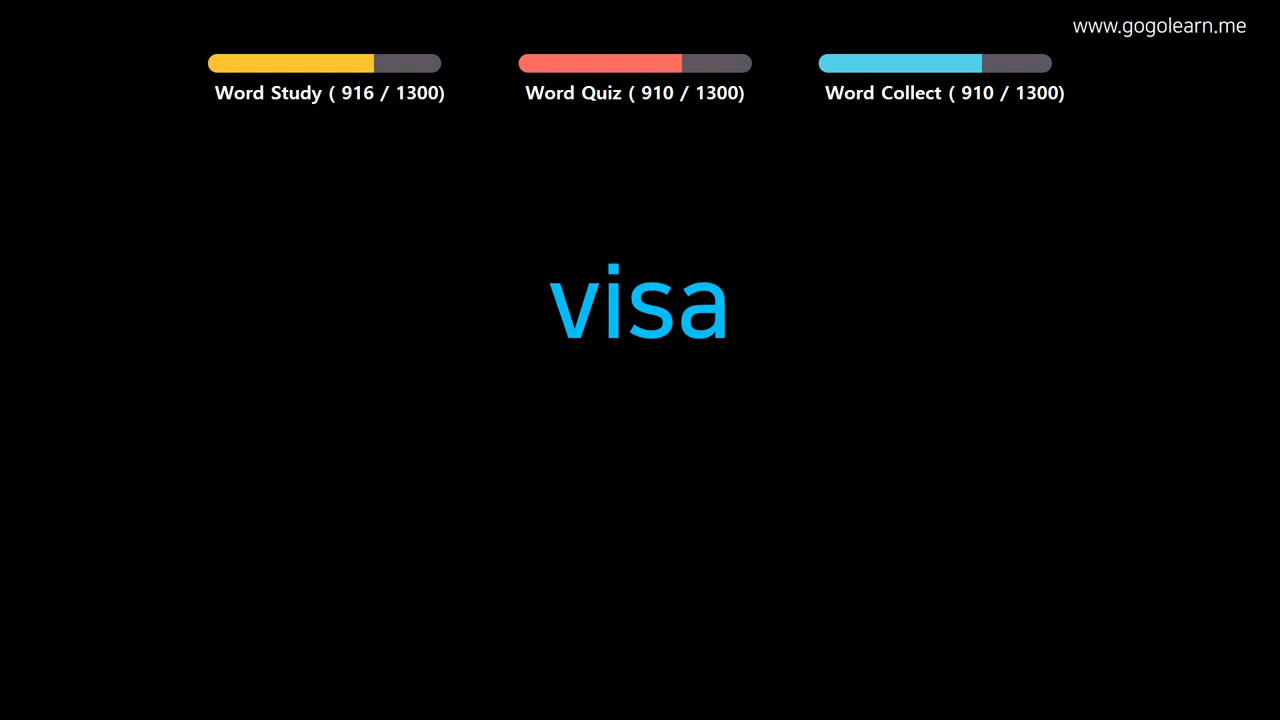 www.gogolearn.me
Word Study ( 916 / 1300)
Word Quiz ( 910 / 1300)
Word Collect ( 910 / 1300)
visa